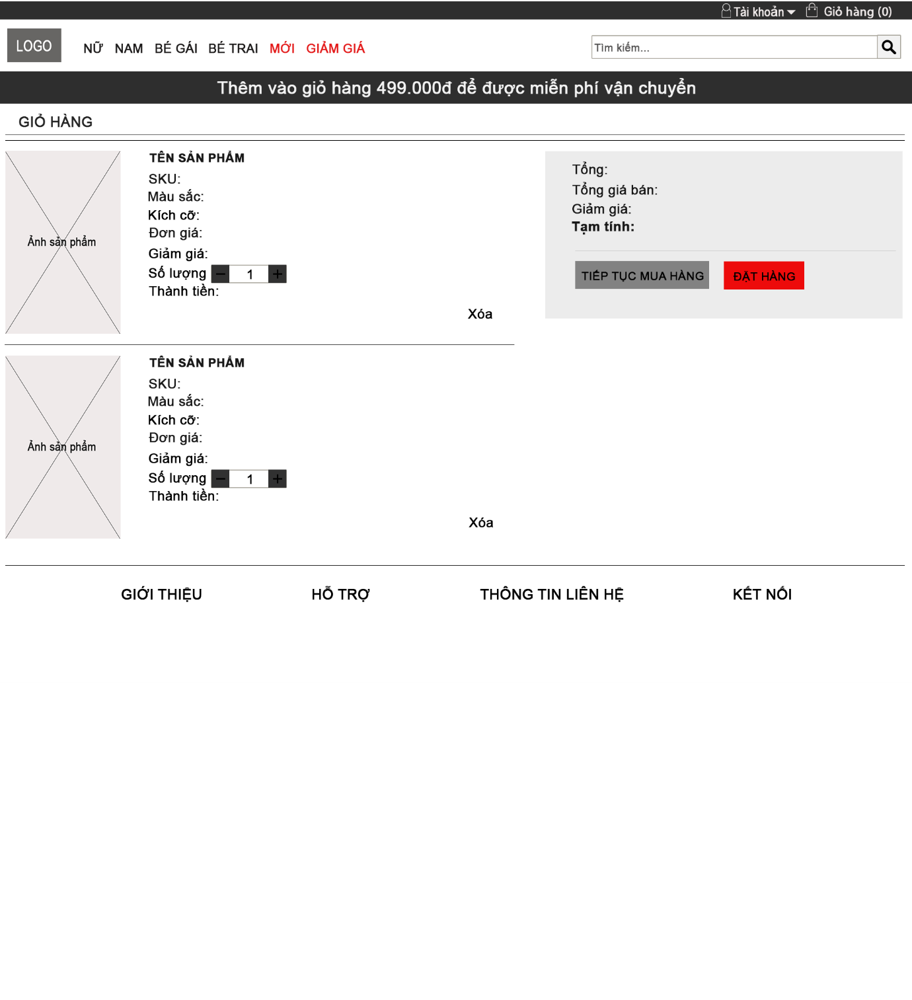 Tài khoản Giỏ hàng (0)
LOGO NỮ NAM BÉ GÁI BÉ TRAI MỚI GIẢM GIÁ Tìm kiếm...
Thêm vào giỏ hàng 499.000đ để được miễn phí vận chuyển
GIỎ HÀNG
Ảnh sản phẩm
TÊN SẢN PHẨM
SKU:
Màu sắc:
Kích cỡ:
Đơn giá:
Giảm giá:
Số lượng − 1 +
Thành tiền:
Xóa
Tổng:
Tổng giá bán:
Giảm giá:
Tạm tính:
TIẾP TỤC MUA HÀNG ĐẶT HÀNG
Ảnh sản phẩm
TÊN SẢN PHẨM
SKU:
Màu sắc:
Kích cỡ:
Đơn giá:
Giảm giá:
Số lượng − 1 +
Thành tiền:
Xóa
GIỚI THIỆU HỖ TRỢ THÔNG TIN LIÊN HỆ KẾT NỐI